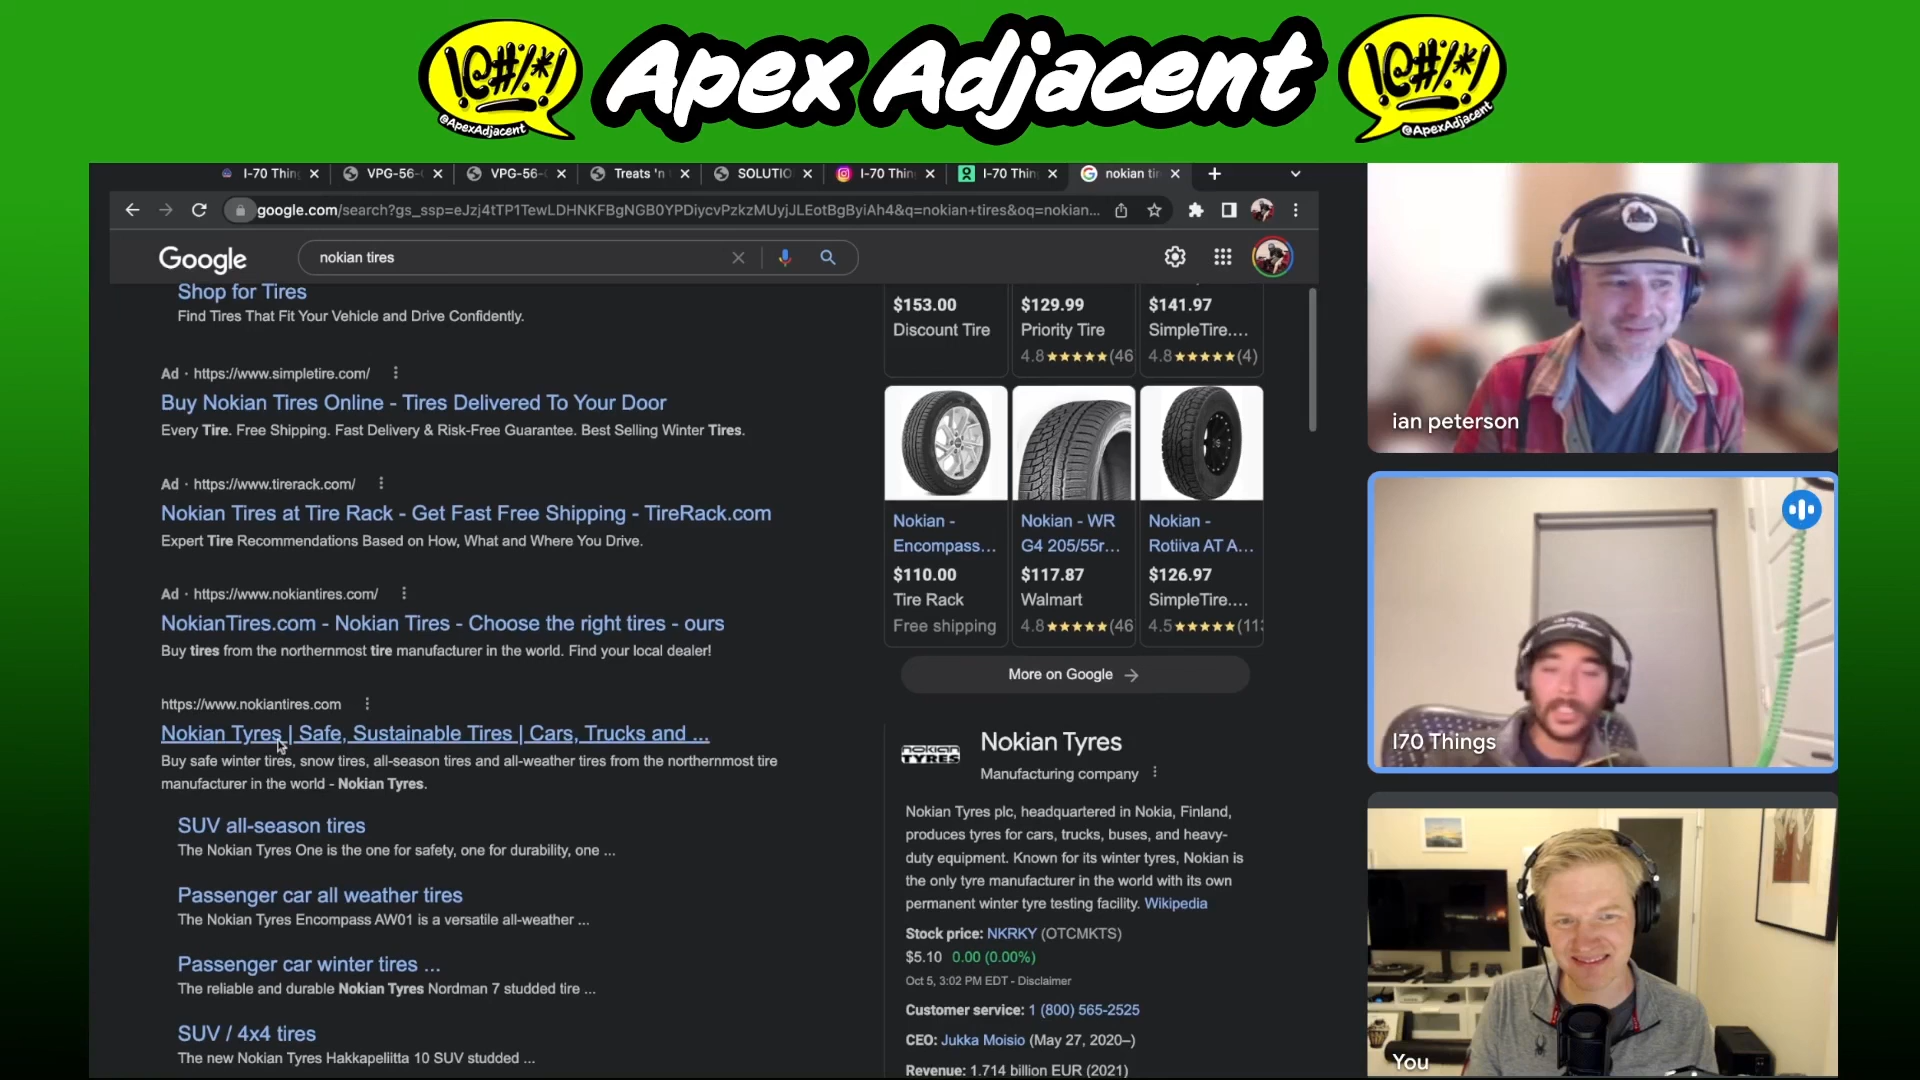 !@#/*!
@ApexAdjacent
Apex Adjacent
!@#/*!
@ApexAdjacent
I-70 Thin
VPG-56-
VPG-56-
Treats 'n
SOLUTIO
I-70 Thin
I-70 Thin
nokian tir
google.com/search?gs_ssp=eJzj4tTP1TewLDHNKFBgNGB0YPDiycvPzkzMUyjJLEotBgByiAh4&q=nokian+tires&oq=nokian...
Google
nokian tires
Shop for Tires
Find Tires That Fit Your Vehicle and Drive Confidently.
Ad · https://www.simpletire.com/
Buy Nokian Tires Online - Tires Delivered To Your Door
Every Tire. Free Shipping. Fast Delivery & Risk-Free Guarantee. Best Selling Winter Tires.
Ad · https://www.tirerack.com/
Nokian Tires at Tire Rack - Get Fast Free Shipping - TireRack.com
Expert Tire Recommendations Based on How, What and Where You Drive.
Ad · https://www.nokiantires.com/
NokianTires.com - Nokian Tires - Choose the right tires - ours
Buy tires from the northernmost tire manufacturer in the world. Find your local dealer!
https://www.nokiantires.com
Nokian Tyres | Safe, Sustainable Tires | Cars, Trucks and ...
Buy safe winter tires, snow tires, all-season tires and all-weather tires from the northernmost tire
manufacturer in the world - Nokian Tyres.
SUV all-season tires
The Nokian Tyres One is the one for safety, one for durability, one ...
Passenger car all weather tires
The Nokian Tyres Encompass AW01 is a versatile all-weather ...
Passenger car winter tires ...
The reliable and durable Nokian Tyres Nordman 7 studded tire ...
SUV / 4x4 tires
The new Nokian Tyres Hakkapeliitta 10 SUV studded ...
$153.00
Discount Tire
$129.99
Priority Tire
4.8★★★★★(46
$141.97
SimpleTire....
4.8★★★★★(4)
Nokian -
Encompass...
$110.00
Tire Rack
Free shipping
Nokian - WR
G4 205/55r...
$117.87
Walmart
4.8★★★★★(46
Nokian -
Rotiiva AT A...
$126.97
SimpleTire....
4.5★★★★★(113
More on Google
NOKIAN
TYRES
Nokian Tyres
Manufacturing company
Nokian Tyres plc, headquartered in Nokia, Finland,
produces tyres for cars, trucks, buses, and heavy-
duty equipment. Known for its winter tyres, Nokian is
the only tyre manufacturer in the world with its own
permanent winter tyre testing facility. Wikipedia
Stock price: NKRKY (OTCMKTS)
$5.10 0.00 (0.00%)
Oct 5, 3:02 PM EDT - Disclaimer
Customer service: 1 (800) 565-2525
CEO: Jukka Moisio (May 27, 2020–)
Revenue: 1.714 billion EUR (2021)
ian peterson
I70 Things
You